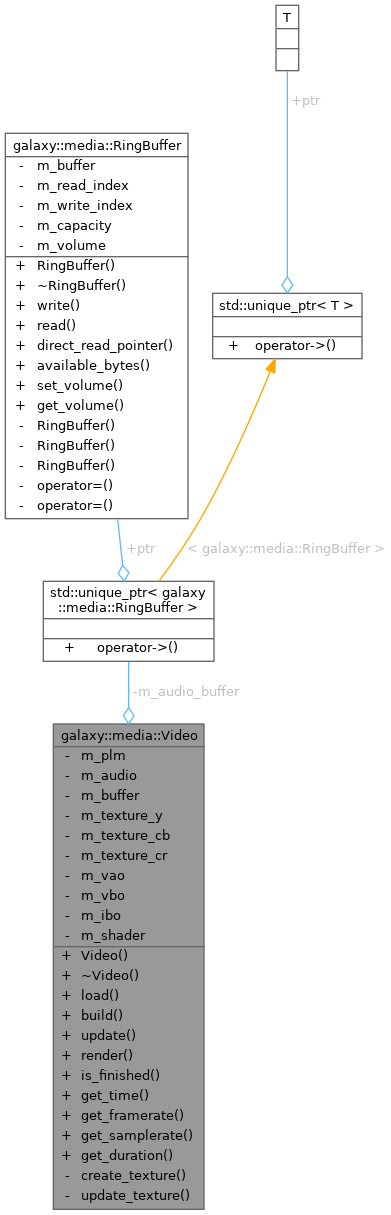 T
+ptr
galaxy::media::RingBuffer
- m_buffer
- m_read_index
- m_write_index
- m_capacity
- m_volume
+ RingBuffer()
+ ~RingBuffer()
+ write()
+ read()
+ direct_read_pointer()
+ available_bytes()
+ set_volume()
+ get_volume()
- RingBuffer()
- RingBuffer()
- RingBuffer()
- operator=()
- operator=()
std::unique_ptr< T >
+ operator->()
+ptr
< galaxy::media::RingBuffer >
std::unique_ptr< galaxy
::media::RingBuffer >
+ operator->()
-m_audio_buffer
galaxy::media::Video
- m_plm
- m_audio
- m_buffer
- m_texture_y
- m_texture_cb
- m_texture_cr
- m_vao
- m_vbo
- m_ibo
- m_shader
+ Video()
+ ~Video()
+ load()
+ build()
+ update()
+ render()
+ is_finished()
+ get_time()
+ get_framerate()
+ get_samplerate()
+ get_duration()
- create_texture()
- update_texture()